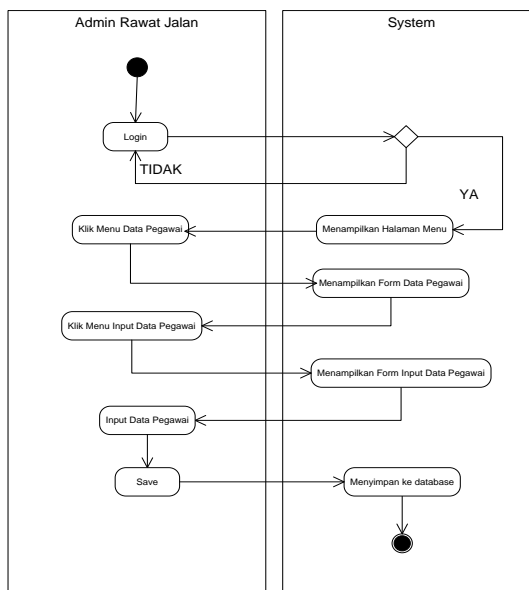 Admin Rawat Jalan
System
Login
TIDAK
YA
Klik Menu Data Pegawai
Menampilkan Halaman Menu
Menampilkan Form Data Pegawai
Klik Menu Input Data Pegawai
Menampilkan Form Input Data Pegawai
Input Data Pegawai
Save
Menyimpan ke database